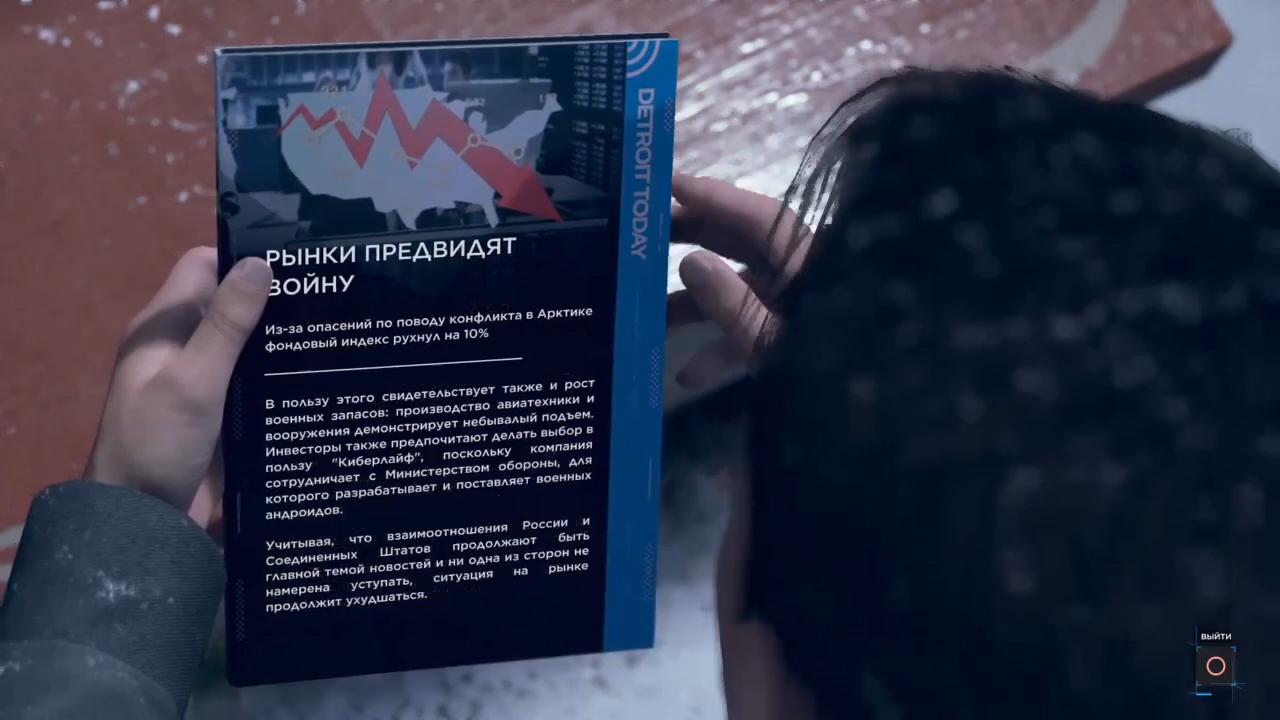 DETROIT TODAY
РЫНКИ ПРЕДВИДЯТ
ВОЙНУ
Из-за опасений по поводу конфликта в Арктике
фондовый индекс рухнул на 10%
В пользу этого свидетельствует также и рост
военных запасов: производство авиатехники и
вооружения демонстрирует небывалый подъем.
Инвесторы также предпочитают делать выбор в
пользу "Киберлайф", поскольку компания
сотрудничает с Министерством обороны, для
которого разрабатывает и поставляет военных
андроидов.
Учитывая, что взаимоотношения России и
Соединенных Штатов продолжают быть
главной темой новостей и ни одна из сторон не
намерена уступать, ситуация на рынке
продолжит ухудшаться.
ВЫЙТИ